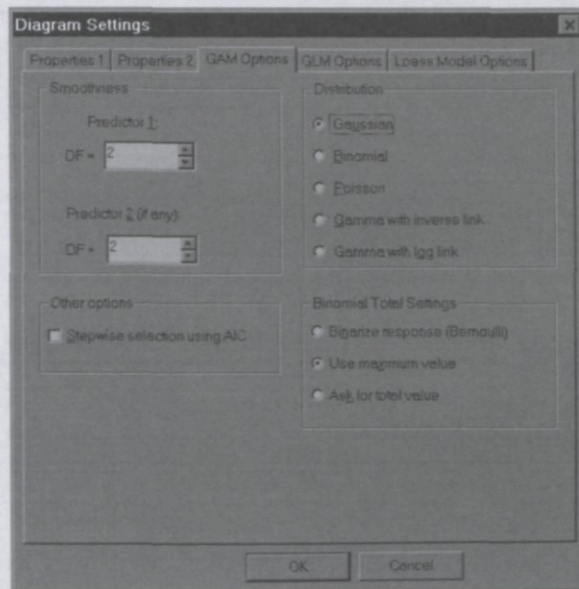 Diagram Settings
Properties 1 Properties 2 GAM Options GLM Options Loess Model Options
Smoothness
Predictor 1:
DF = 2
Predictor 2 (if any):
DF = 2
Distribution
Gaussian
Binomial
Poisson
Gamma with inverse link
Gamma with log link
Other options
Stepwise selection using AIC
Binomial Total Settings
Binarize response (Bernoulli)
Use maximum value
Ask for total value
OK Cancel